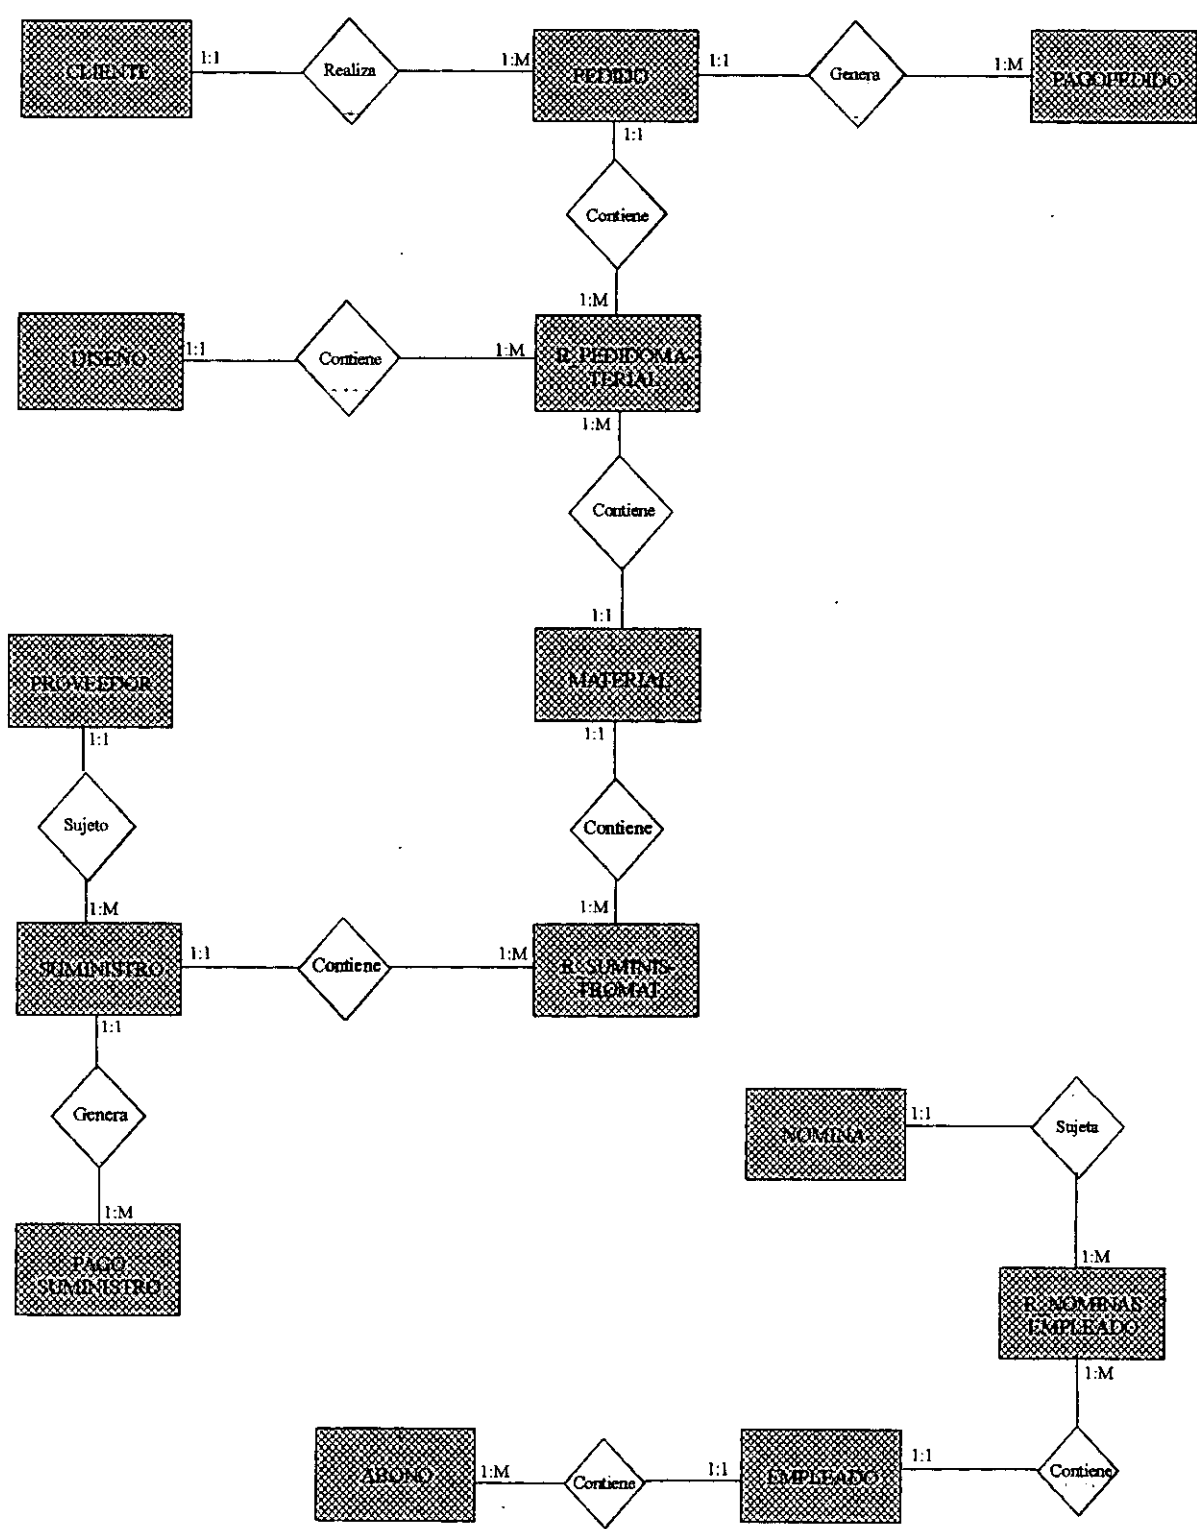 CLIENTE
1:1
Realiza
1:M
PEDIDO
1:1
Genera
1:M
PAGOPEDIDO
1:1
Contiene
1:M
DISEÑO
1:1
Contiene
1:M
R_PEDIDOMA-
TERIAL
1:M
Contiene
1:1
PROVEEDOR
MATERIAL
1:1
1:1
Sujeto
Contiene
1:M
1:M
SUMINISTRO
1:1
Contiene
1:M
R_SUMINIS-
TROMAT
1:1
Genera
1:M
PAGO
SUMINISTRO
NOMINA
1:1
Sujeta
1:M
R_NOMINAS
EMPLEADO
1:M
ABONO
1:M
Contiene
1:1
EMPLEADO
1:1
Contiene